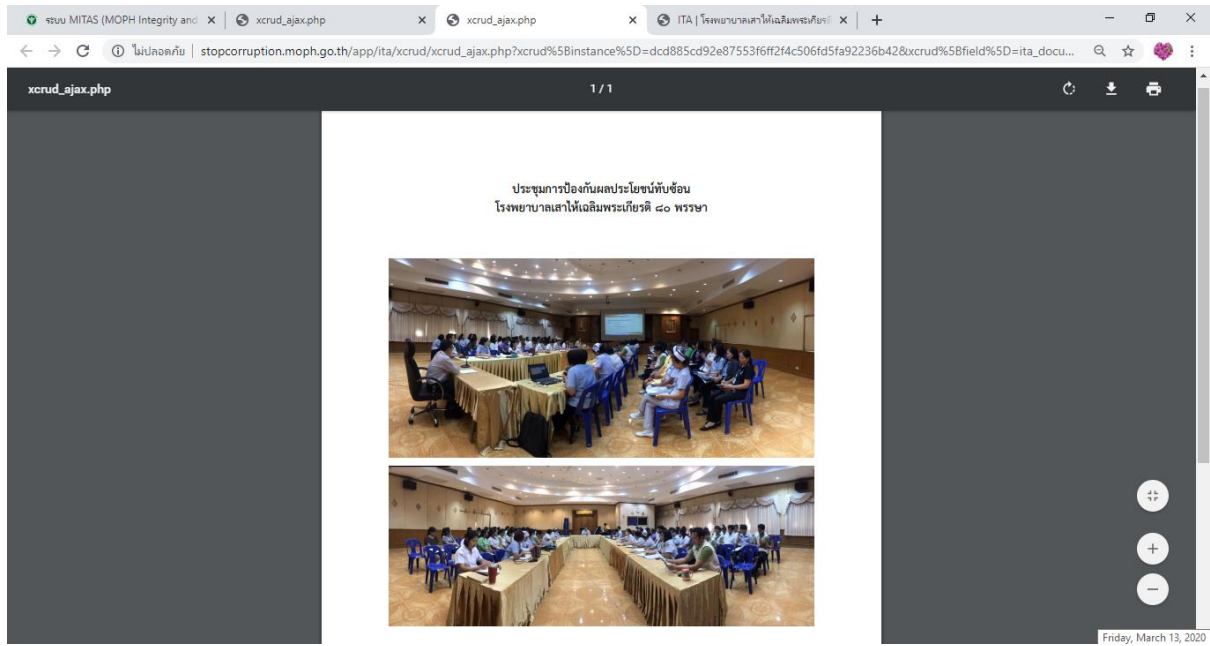 ระบบ MITAS (MOPH Integrity and
xcrud_ajax.php
xcrud_ajax.php
ITA | โรงพยาบาลเสาไห้เฉลิมพระเกียรติ
ไม่ปลอดภัย | stopcorruption.moph.go.th/app/ita/xcrud/xcrud_ajax.php?xcrud%5Binstance%5D=dcd885cd92e87553f6ff2f4c506fd5fa92236b42&xcrud%5Bfield%5D=ita_docu...
xcrud_ajax.php
1 / 1
ประชุมการป้องกันผลประโยชน์ทับซ้อน
โรงพยาบาลเสาไห้เฉลิมพระเกียรติ ๘๐ พรรษา
Friday, March 13, 2020